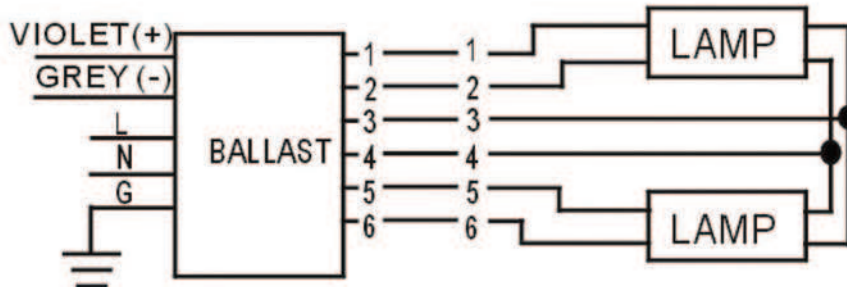 VIOLET(+)
GREY (-)
L
N
G
BALLAST
1 1
2 2
3 3
4 4
5 5
6 6
LAMP
LAMP